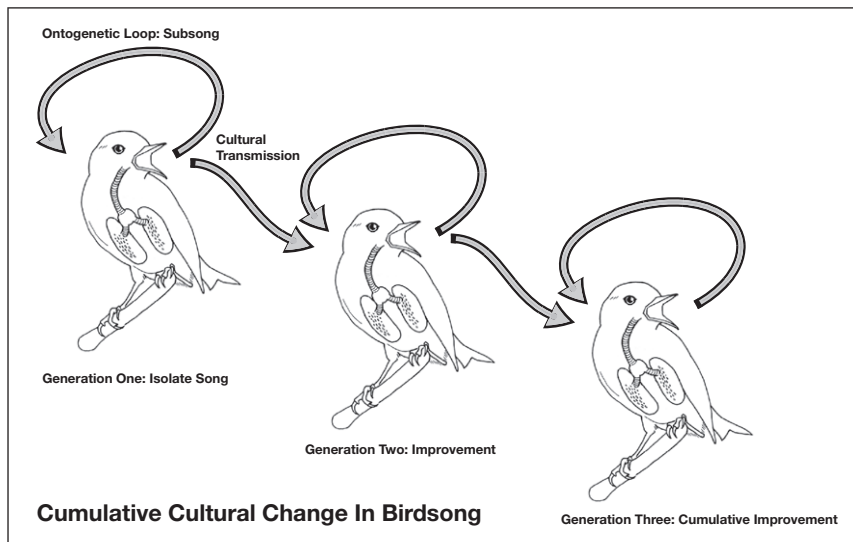 Ontogenetic Loop: Subsong
Cultural
Transmission
Generation One: Isolate Song
Generation Two: Improvement
Cumulative Cultural Change In Birdsong
Generation Three: Cumulative Improvement